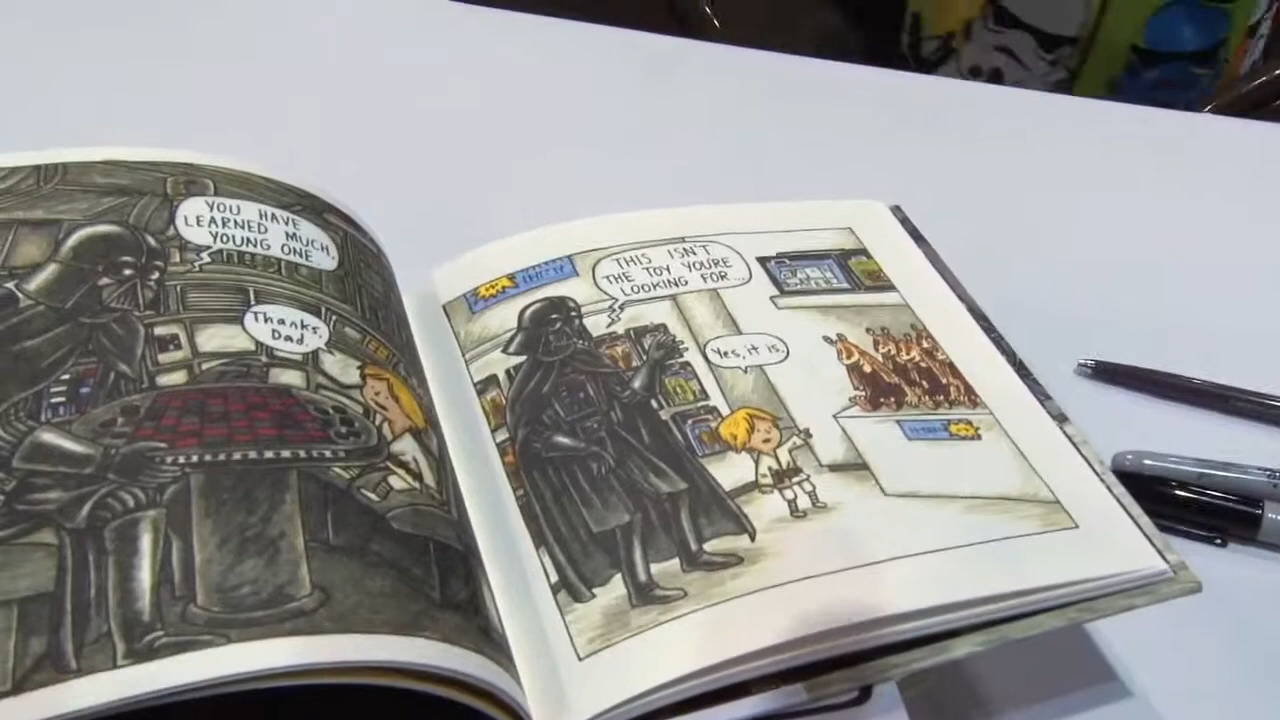 YOU HAVE
LEARNED MUCH,
YOUNG ONE.
Thanks,
Dad.
THIS ISN'T
THE TOY YOU'RE
LOOKING FOR...
Yes, it is.